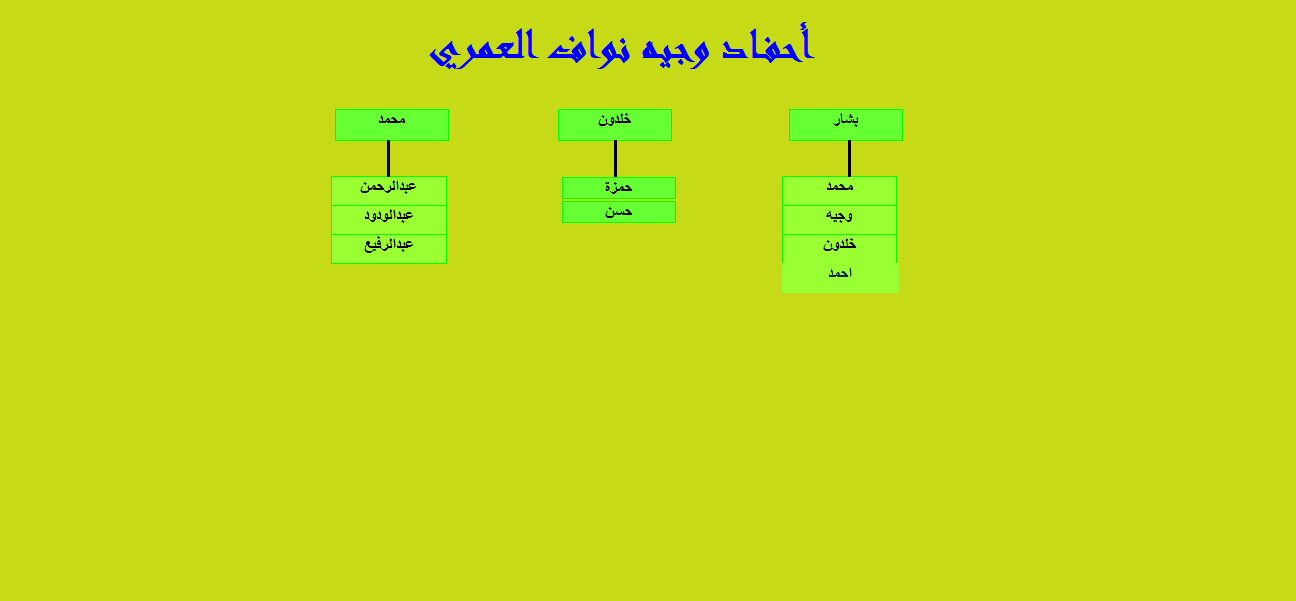 أحفاد وجيه نواف العمري
بشار
خلدون
محمد
محمد
وجيه
خلدون
احمد
حمزة
حسن
عبدالرحمن
عبدالودود
عبدالرفيع